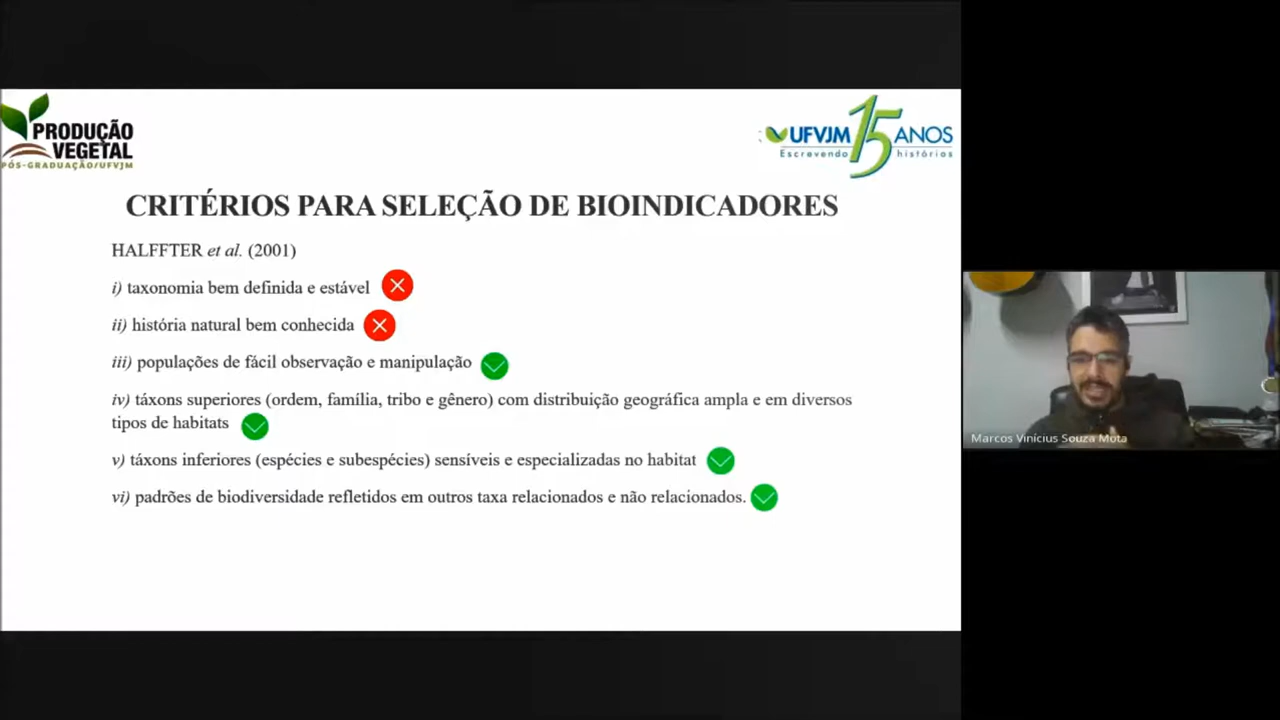 PRODUÇÃO
VEGETAL
PÓS-GRADUAÇÃO/UFVJM
UFVJM 15 ANOS
Escrevendo histórias
CRITÉRIOS PARA SELEÇÃO DE BIOINDICADORES
HALFFTER et al. (2001)
i) taxonomia bem definida e estável
ii) história natural bem conhecida
iii) populações de fácil observação e manipulação
iv) táxons superiores (ordem, família, tribo e gênero) com distribuição geográfica ampla e em diversos
tipos de habitats
v) táxons inferiores (espécies e subespécies) sensíveis e especializadas no habitat
vi) padrões de biodiversidade refletidos em outros taxa relacionados e não relacionados.
Marcos Vinícius Souza Mota